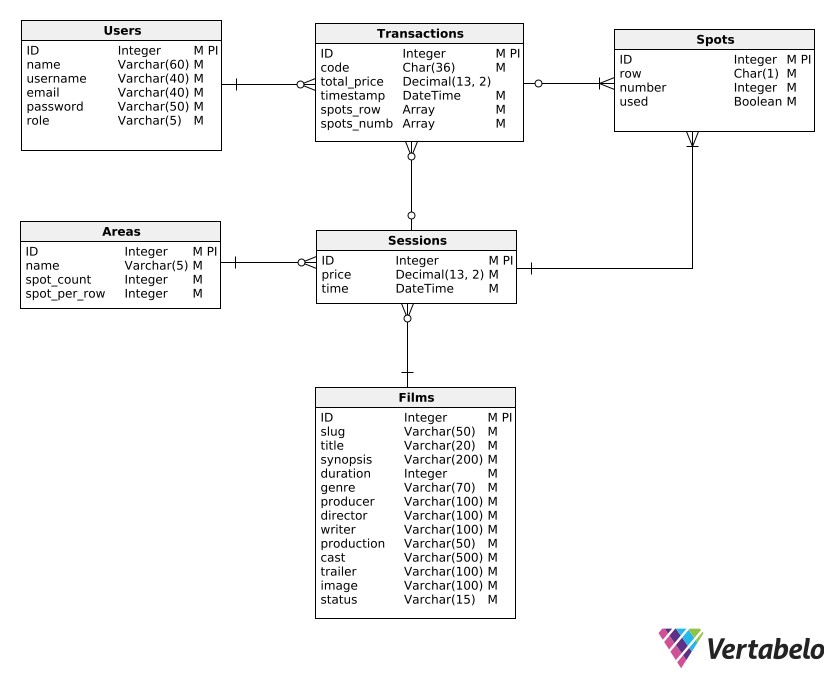 Users
ID Integer M PI
name Varchar(60) M
username Varchar(40) M
email Varchar(40) M
password Varchar(50) M
role Varchar(5) M
Transactions
ID Integer M PI
code Char(36) M
total_price Decimal(13, 2)
timestamp DateTime M
spots_row Array M
spots_numb Array M
Spots
ID Integer M PI
row Char(1) M
number Integer M
used Boolean M
Areas
ID Integer M PI
name Varchar(5) M
spot_count Integer M
spot_per_row Integer M
Sessions
ID Integer M PI
price Decimal(13, 2) M
time DateTime M
Films
ID Integer M PI
slug Varchar(50) M
title Varchar(20) M
synopsis Varchar(200) M
duration Integer M
genre Varchar(70) M
producer Varchar(100) M
director Varchar(100) M
writer Varchar(100) M
production Varchar(50) M
cast Varchar(500) M
trailer Varchar(100) M
image Varchar(100) M
status Varchar(15) M
Vertabelo